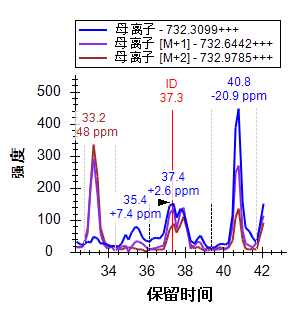 母离子 - 732.3099+++
母离子 [M+1] - 732.6442+++
母离子 [M+2] - 732.9785+++
ID
37.3
40.8
-20.9 ppm
33.2
48 ppm
37.4
+2.6 ppm
35.4
+7.4 ppm
强度
500
400
300
200
100
0
34
36
38
40
42
保留时间